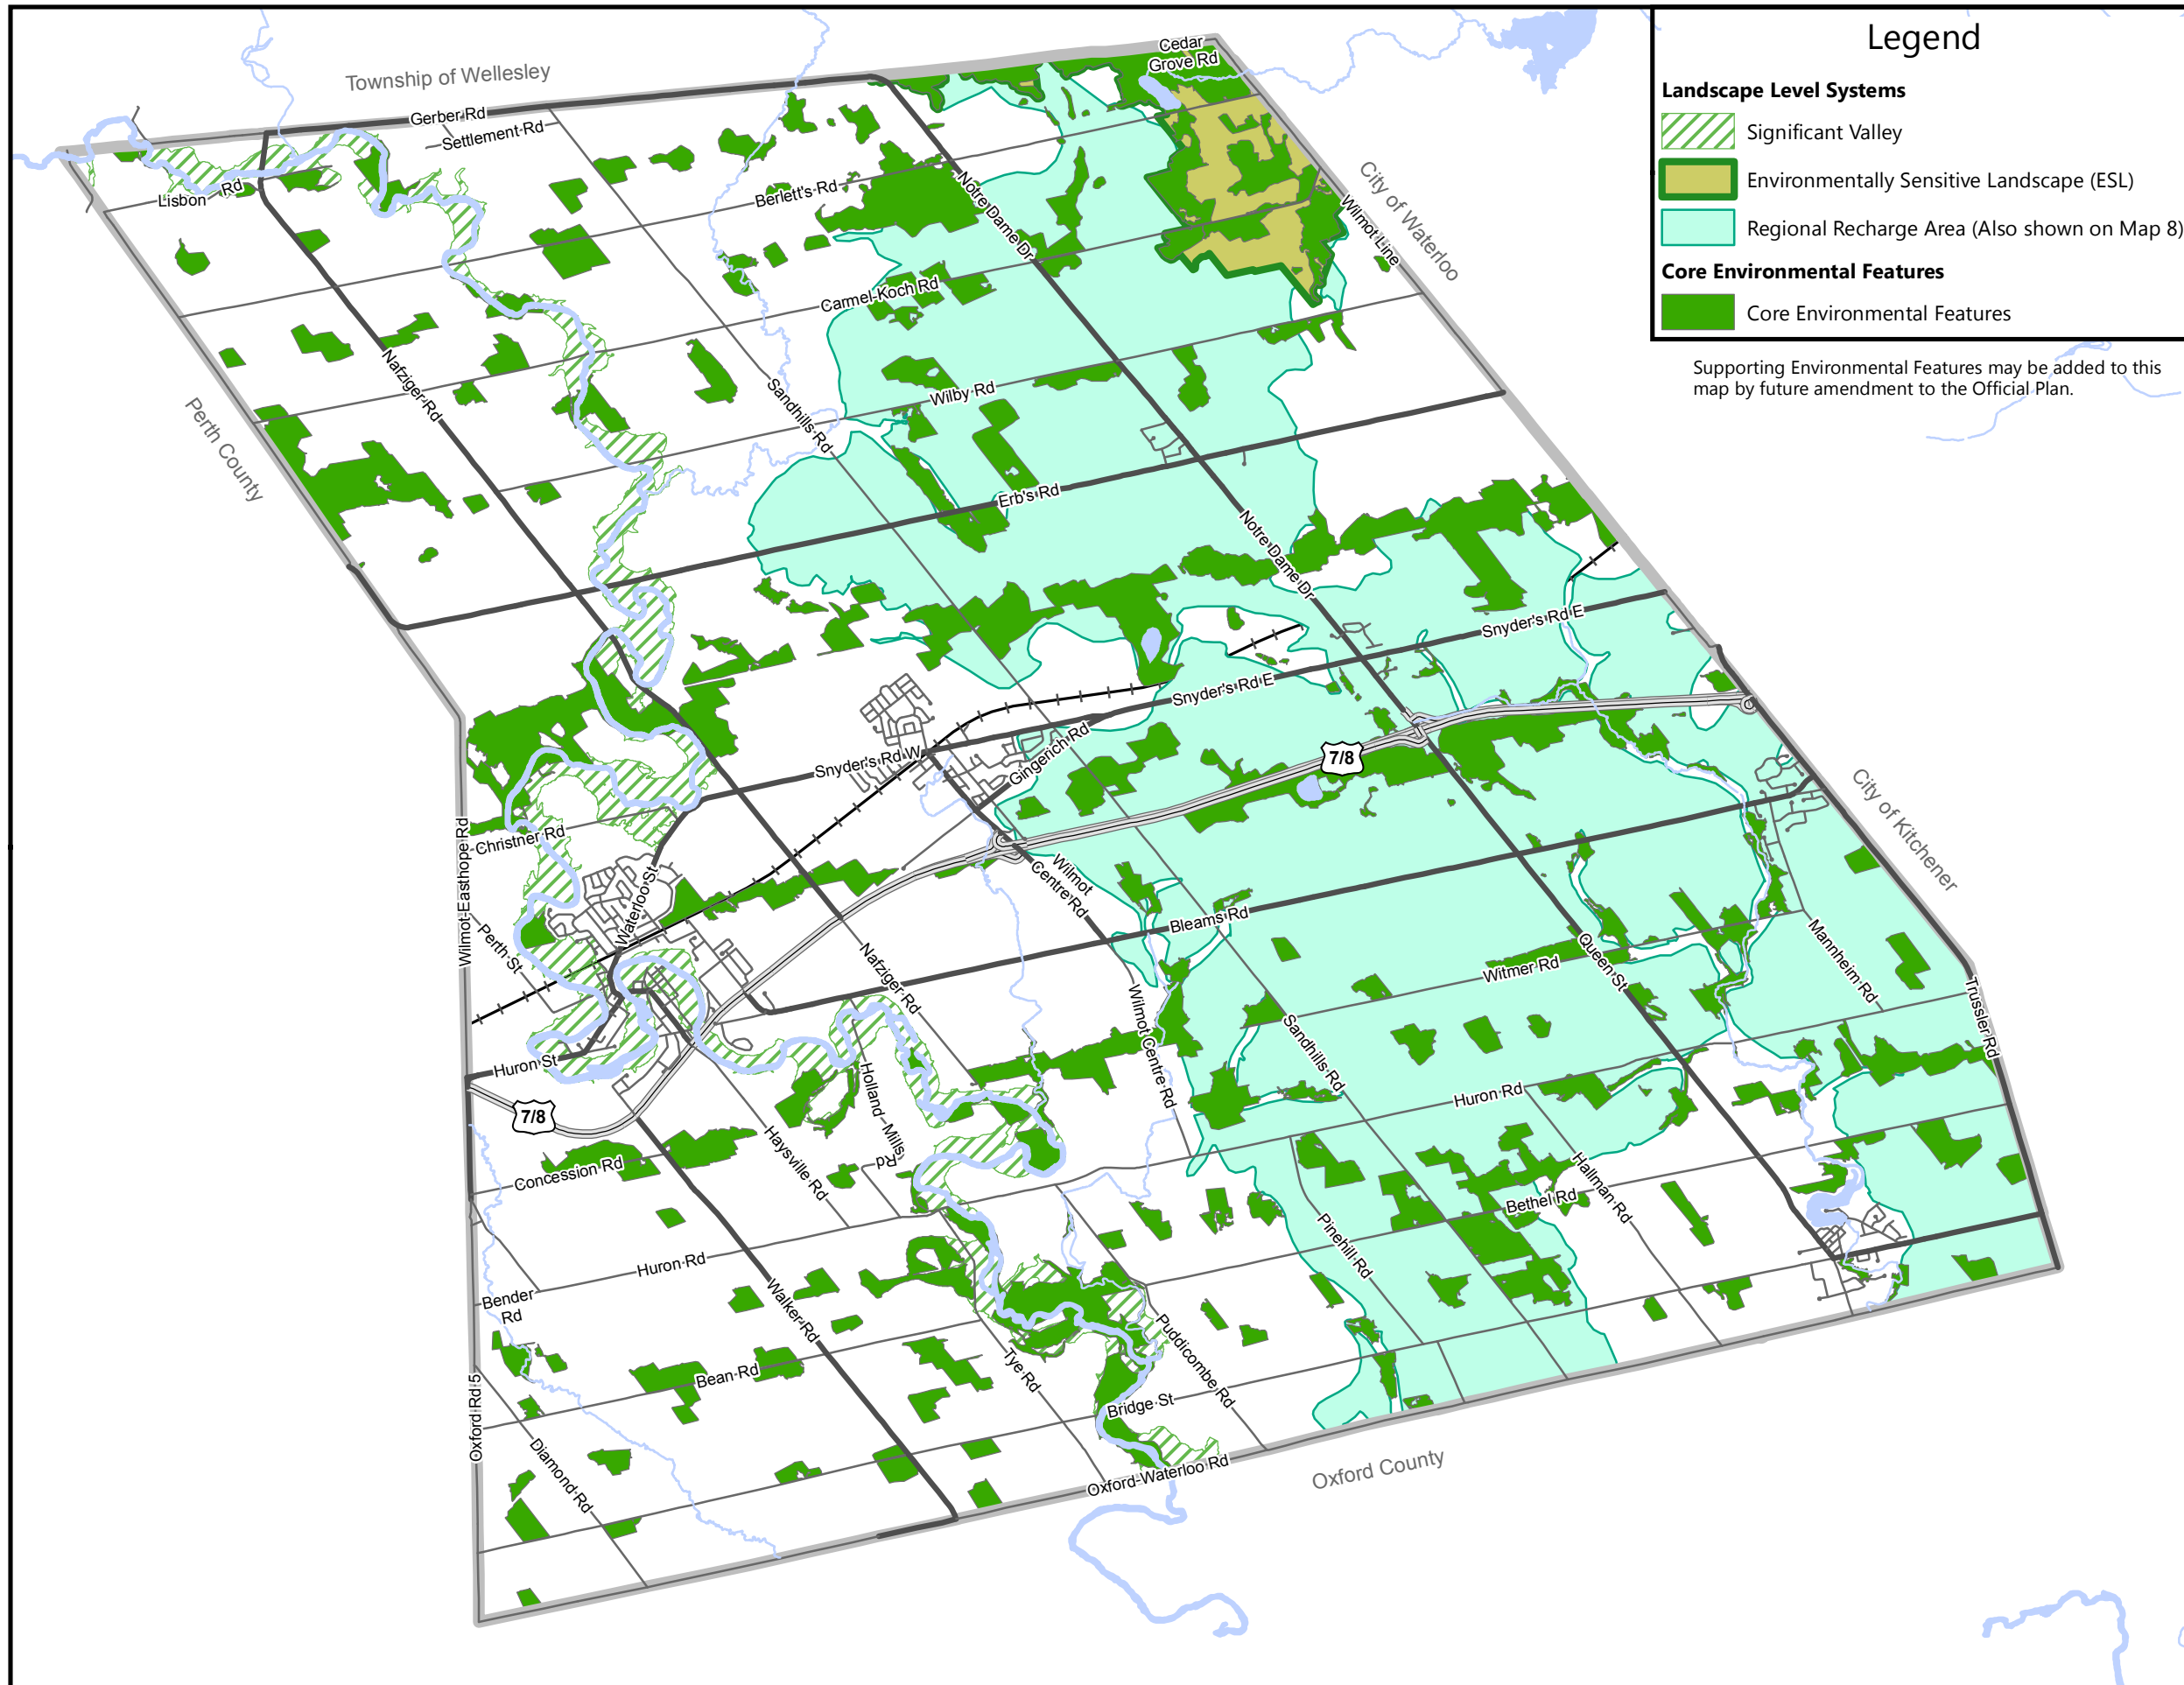 Legend
Landscape Level Systems
Significant Valley
Environmentally Sensitive Landscape (ESL)
Regional Recharge Area (Also shown on Map 8)
Core Environmental Features
Core Environmental Features
Supporting Environmental Features may be added to this
map by future amendment to the Official Plan.
Township of Wellesley
Cedar
Grove Rd
Gerber Rd
Settlement Rd
Lisbon Rd
Berlett's Rd
Notre Dame Dr
City of Waterloo
Wilmot Line
Carmel-Koch Rd
Nafziger Rd
Perth County
Sandhills Rd
Wilby Rd
Erb's Rd
Notre Dame Dr
Snyder's Rd E
Snyder's Rd E
Snyder's Rd W
Gingerich Rd
7/8
City of Kitchener
Christner Rd
Wilmot-Easthope Rd
Waterloo St
Perth St
Wilmot
Centre Rd
Bleams Rd
Nafziger Rd
Witmer Rd
Queen St
Mannheim Rd
Trussler Rd
Wilmot Centre Rd
Sandhills Rd
Huron St
7/8
Holland Mills
Rd
Haysville Rd
Huron Rd
Concession Rd
Hallman Rd
Bethel Rd
Pinehill Rd
Huron Rd
Bender
Rd
Walker Rd
Puddicombe Rd
Tye Rd
Bean Rd
Bridge St
Oxford Rd 5
Diamond Rd
Oxford-Waterloo Rd
Oxford County